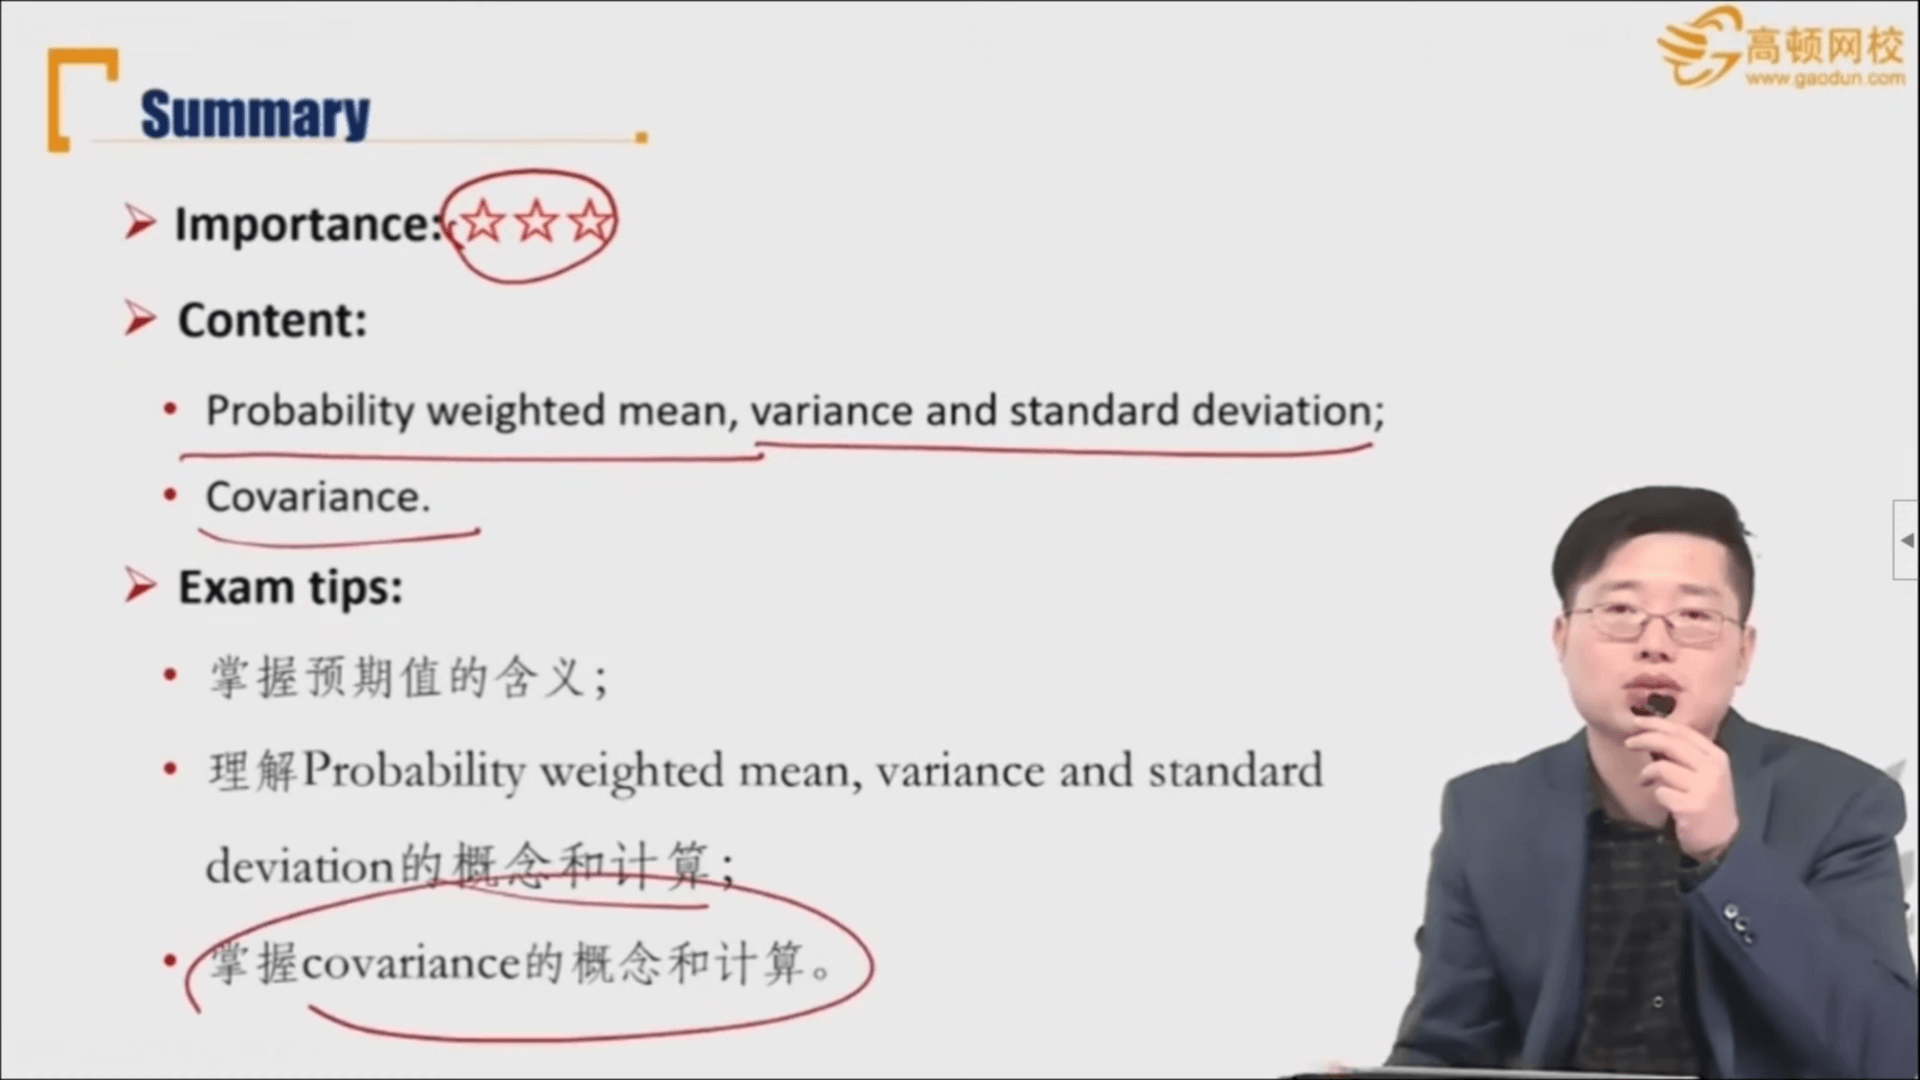 高顿网校
www.gaodun.com
Summary
Importance: ☆☆☆
Content:
• Probability weighted mean, variance and standard deviation;
• Covariance.
Exam tips:
• 掌握预期值的含义；
• 理解Probability weighted mean, variance and standard
deviation的概念和计算；
• 掌握covariance的概念和计算。